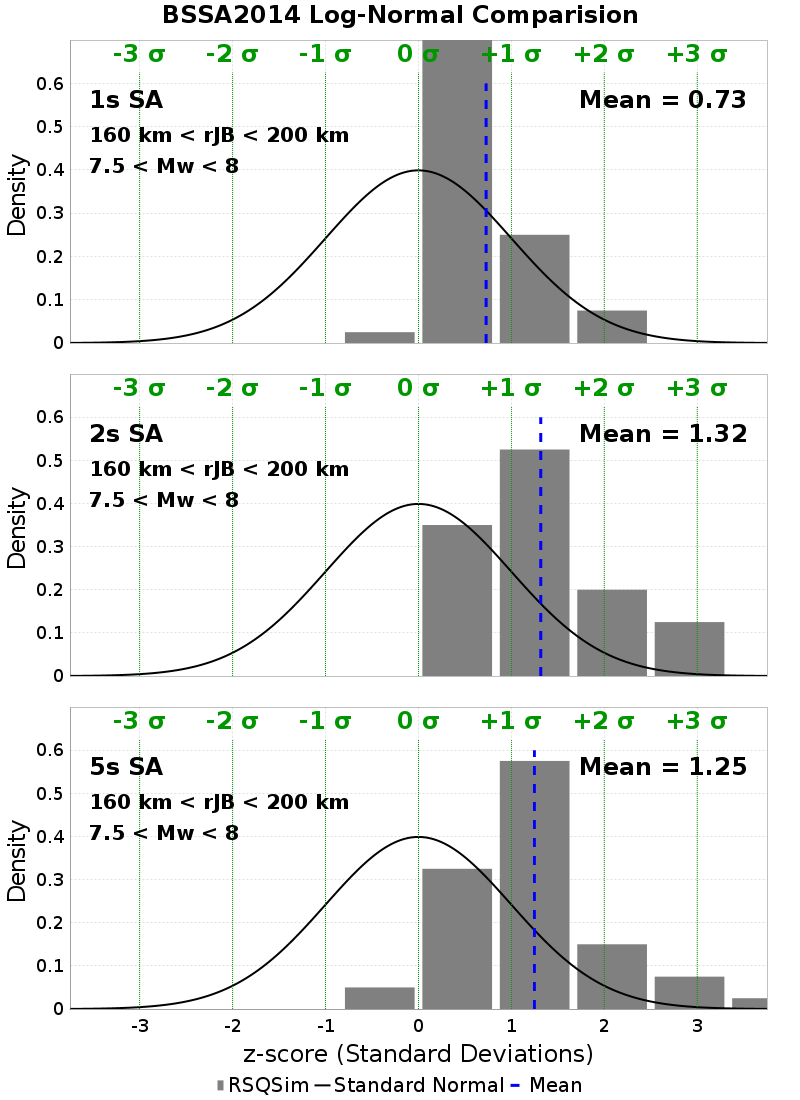 BSSA2014 Log-Normal Comparision
-3 σ -2 σ -1 σ 0 σ +1 σ +2 σ +3 σ
1s SA Mean = 0.73
160 km < rJB < 200 km
7.5 < Mw < 8
Density
0.6
0.5
0.4
0.3
0.2
0.1
0
-3 σ -2 σ -1 σ 0 σ +1 σ +2 σ +3 σ
2s SA Mean = 1.32
160 km < rJB < 200 km
7.5 < Mw < 8
Density
0.6
0.5
0.4
0.3
0.2
0.1
0
-3 σ -2 σ -1 σ 0 σ +1 σ +2 σ +3 σ
5s SA Mean = 1.25
160 km < rJB < 200 km
7.5 < Mw < 8
Density
0.6
0.5
0.4
0.3
0.2
0.1
0
-3 -2 -1 0 1 2 3
z-score (Standard Deviations)
RSQSim Standard Normal Mean